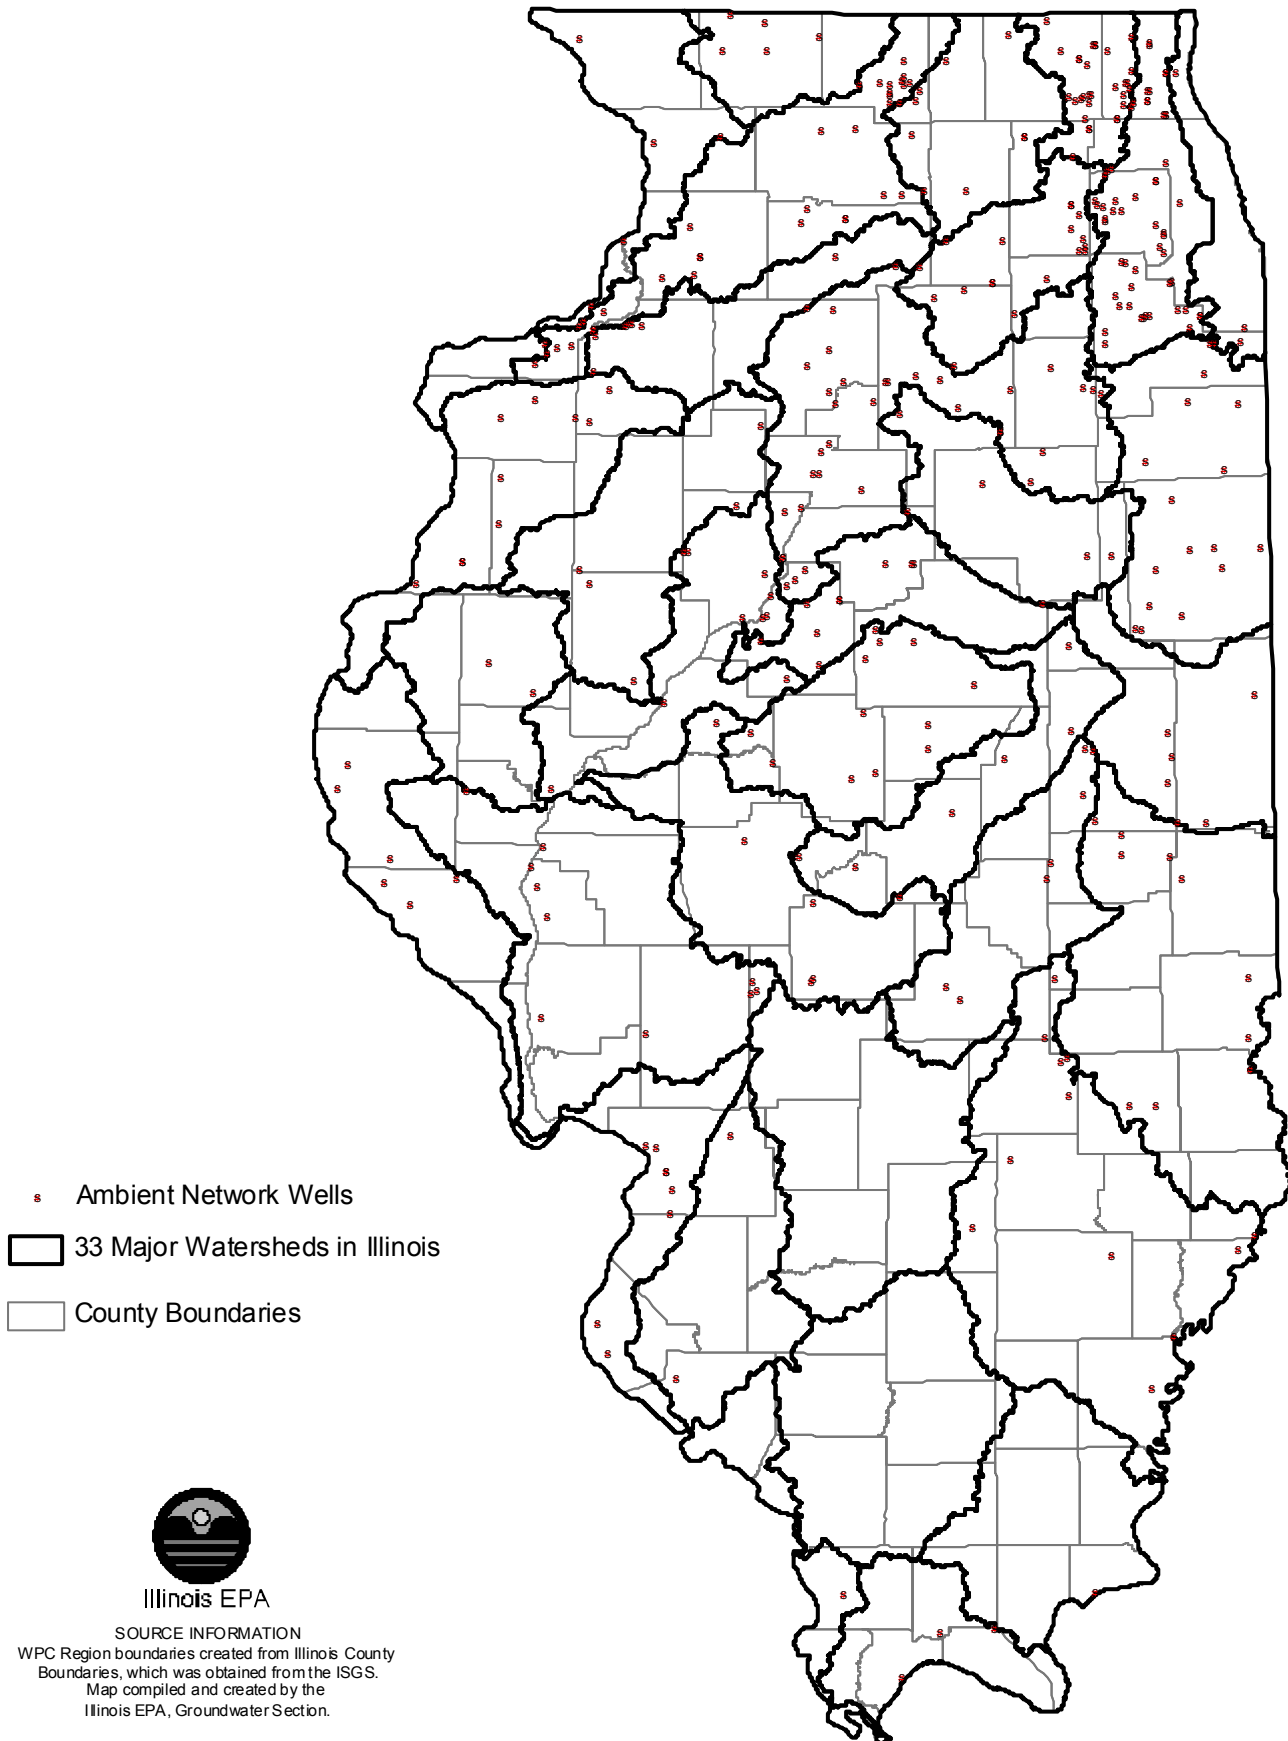 Ambient Network Wells
33 Major Watersheds in Illinois
County Boundaries
Illinois EPA
SOURCE INFORMATION
WPC Region boundaries created from Illinois County
Boundaries, which was obtained from the ISGS.
Map compiled and created by the
Illinois EPA, Groundwater Section.